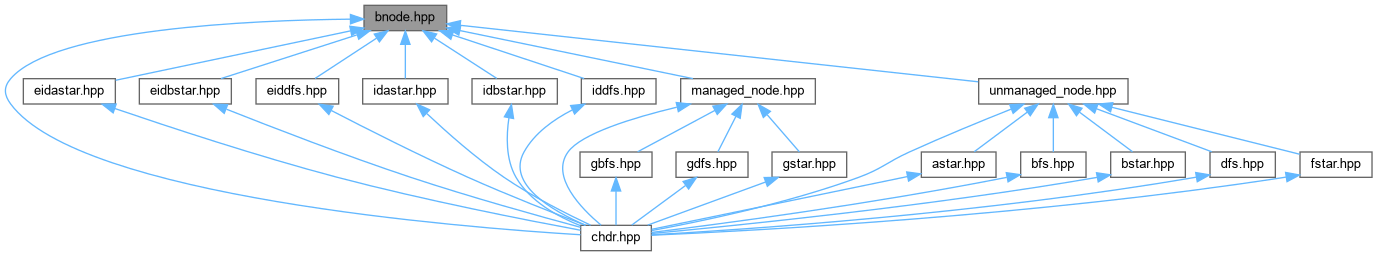 bnode.hpp
eidastar.hpp
eidbstar.hpp
eiddfs.hpp
idastar.hpp
idbstar.hpp
iddfs.hpp
managed_node.hpp
unmanaged_node.hpp
gbfs.hpp
gdfs.hpp
gstar.hpp
astar.hpp
bfs.hpp
bstar.hpp
dfs.hpp
fstar.hpp
chdr.hpp